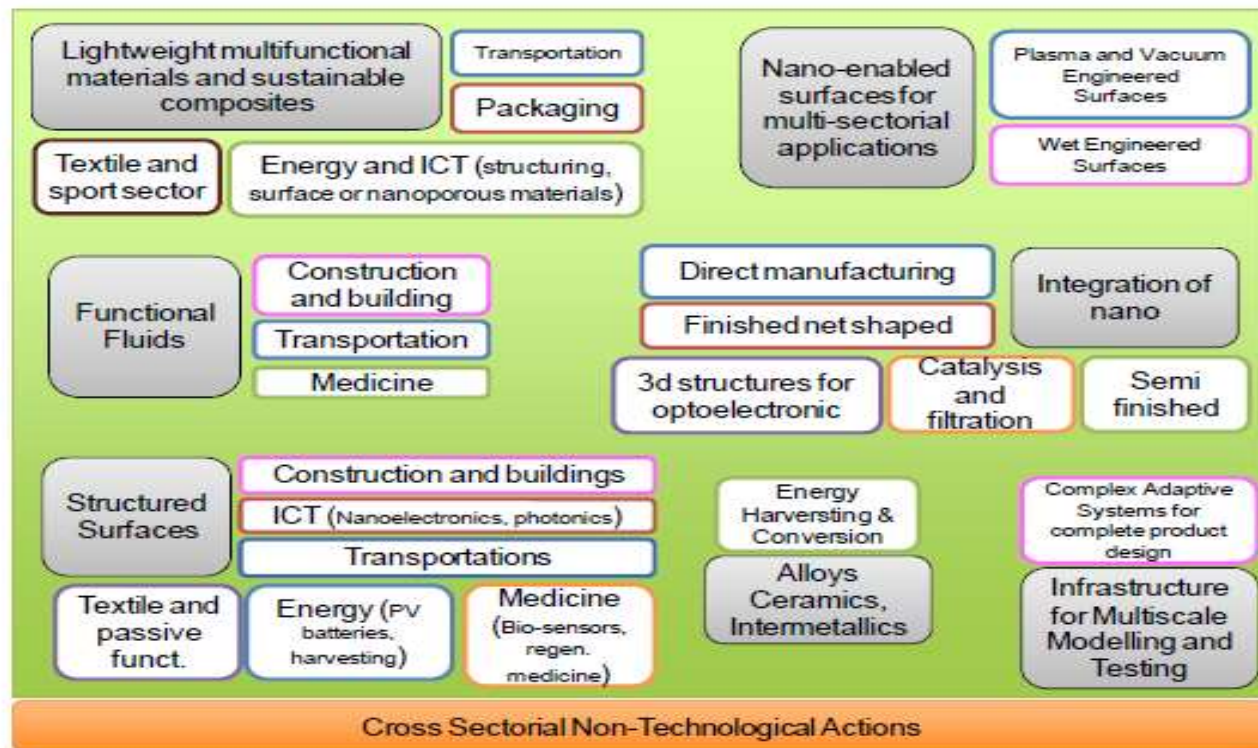 Lightweight multifunctional
materials and sustainable
composites
Transportation
Packaging
Textile and
sport sector
Energy and ICT (structuring,
surface or nanoporous materials)
Nano-enabled
surfaces for
multi-sectorial
applications
Plasma and Vacuum
Engineered
Surfaces
Wet Engineered
Surfaces
Functional
Fluids
Construction
and building
Transportation
Medicine
Direct manufacturing
Finished net shaped
Integration of
nano
3d structures for
optoelectronic
Catalysis
and
filtration
Semi
finished
Structured
Surfaces
Construction and buildings
ICT (Nanoelectronics, photonics)
Transportations
Textile and
passive
funct.
Energy (PV
batteries,
harvesting)
Medicine
(Bio-sensors,
regen.
medicine)
Energy
Harversting &
Conversion
Alloys
Ceramics,
Intermetallics
Complex Adaptive
Systems for
complete product
design
Infrastructure
for Multiscale
Modelling and
Testing
Cross Sectorial Non-Technological Actions